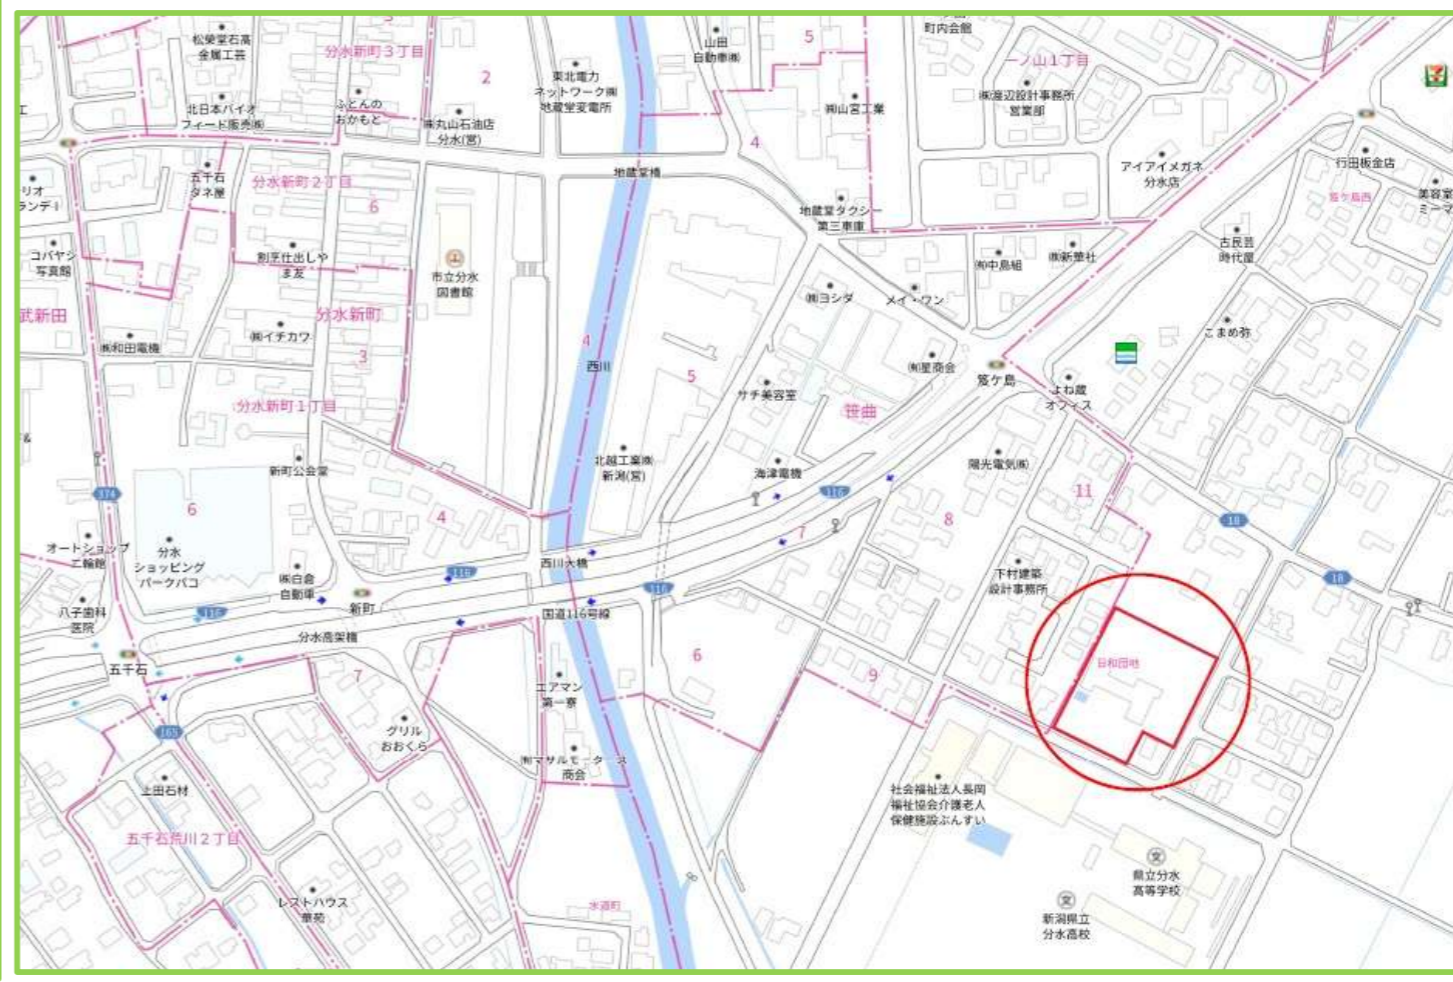 松榮堂石高
金属工芸
分水新町3丁目
2
東北電力
ネットワーク㈱
地蔵堂変電所
山田
自動車㈱
5
町内会館
一ノ山1丁目
㈱渡辺設計事務所
営業部
㈲山宮工業
北日本バイオ
フィード販売㈱
ふとんの
おかもと
㈱丸山石油店
分水(営)
4
行田板金店
アイアイメガネ
分水店
美容室
ミープ
笈ケ島西
地蔵堂橋
五千石
タネ屋
分水新町2丁目
6
リオ
ランデ
地蔵堂タクシー
第三車庫
古民芸
時代屋
コバヤシ
写真館
割烹仕出しや
ま友
市立分水
図書館
㈲中島組
㈱新華社
㈱ヨシダ
メイ・ワン
武新田
分水新町
㈱和田電機
㈱イチカワ
3
4
西川
5
㈲星商会
こまめ弥
笈ケ島
よね蔵
オフィス
サチ美容室
笹曲
分水新町1丁目
新町公会堂
北越工業㈱
新潟(営)
海津電機
陽光電気㈱
374
6
4
116
7
8
11
18
オートショップ
二輪館
分水
ショッピング
パークパコ
㈱白倉
自動車
116
西川大橋
116
下村建築
設計事務所
18
八子歯科
医院
116
新町
国道116号線
分水高架橋
五千石
7
エアマン
第一寮
6
9
日和団地
165
グリル
おおくら
㈲マサルモータース
商会
上田石材
社会福祉法人長岡
福祉協会介護老人
保健施設ぶんすい
五千石荒川2丁目
文
県立分水
高等学校
レストハウス
華苑
水道町
文
新潟県立
分水高校